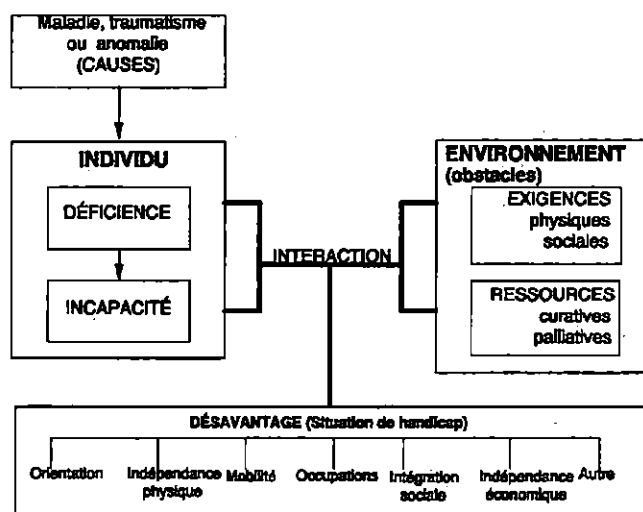 Maladie, traumatisme
ou anomalie
(CAUSES)
INDIVIDU
DÉFICIENCE
INCAPACITÉ
INTERACTION
ENVIRONNEMENT
(obstacles)
EXIGENCES
physiques
sociales
RESSOURCES
curatives
palliatives
DÉSAVANTAGE (Situation de handicap)
Orientation
Indépendance
physique
Mobilité
Occupations
Intégration
sociale
Indépendance
économique
Autre